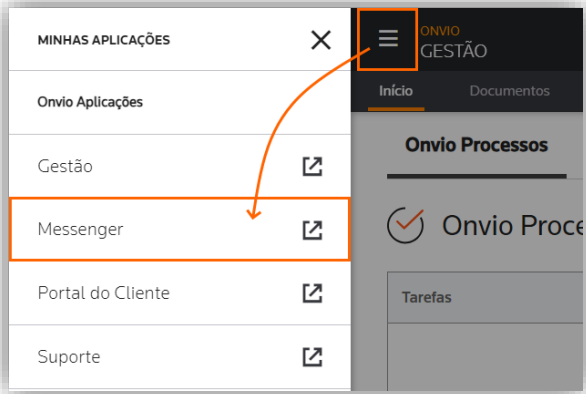 MINHAS APLICAÇÕES
Onvio Aplicações
Gestão
Messenger
Portal do Cliente
Suporte
ONVIO
GESTÃO
Início Documentos
Onvio Processos
Onvio Proce
Tarefas